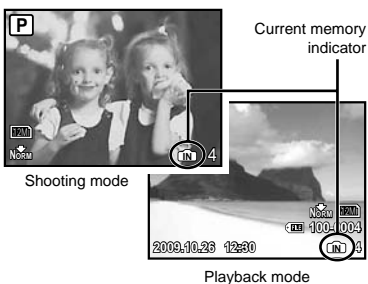 Current memory
indicator
P
12M
NORM
IN 4
Shooting mode
NORM 12M
FILE 100-0004
2009.10.26 12:30 IN 4
Playback mode